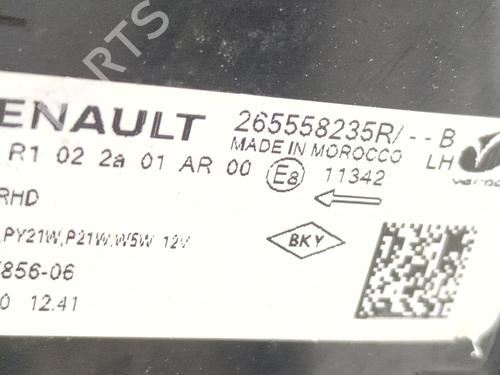 PARTS
ENAULT 265558235R/--B
MADE IN MOROCCO LH
R1 02 2a 01 AR 00 E8 11342
RHD
PY21W,P21W,W5W 12V
BKY
856-06
0 12.41